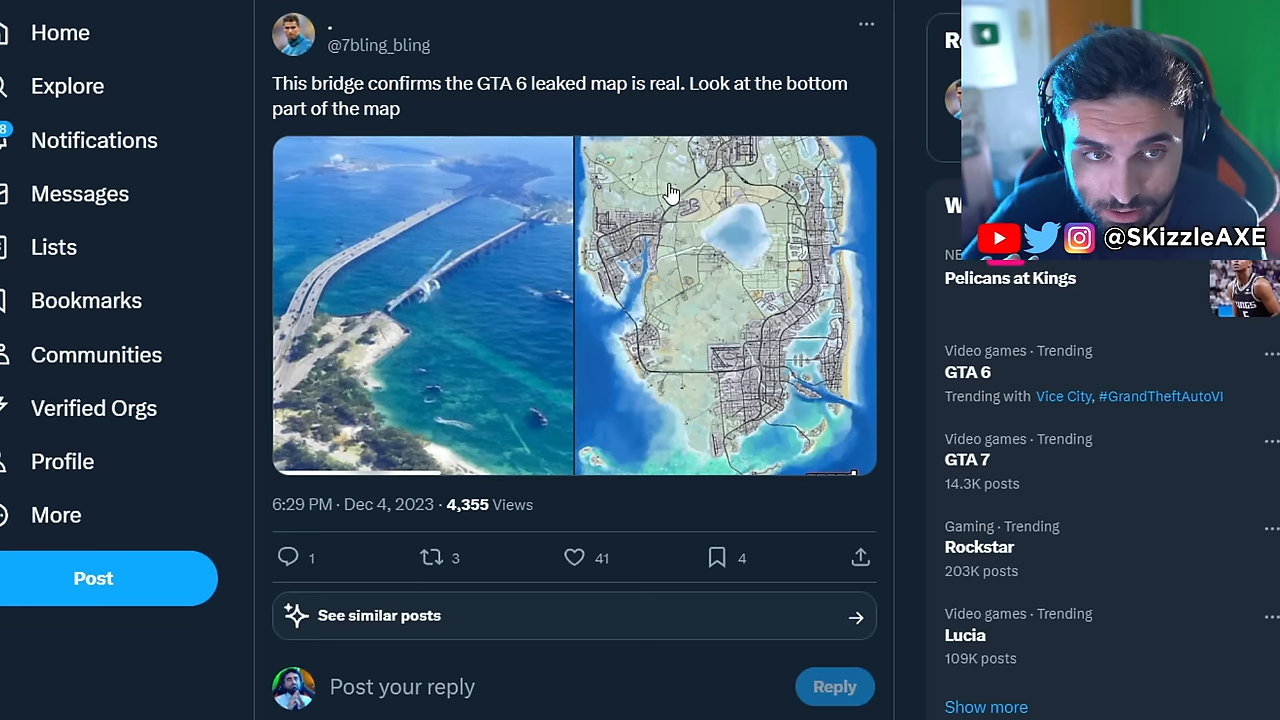 Home
Explore
8
Notifications
Messages
Lists
Bookmarks
Communities
Verified Orgs
Profile
More
Post
.
@7bling_bling
This bridge confirms the GTA 6 leaked map is real. Look at the bottom
part of the map
6:29 PM · Dec 4, 2023 · 4,355 Views
1
3
41
4
See similar posts
Post your reply
Reply
@SKizzleAXE
Pelicans at Kings
Video games · Trending
GTA 6
Trending with Vice City, #GrandTheftAutoVI
Video games · Trending
GTA 7
14.3K posts
Gaming · Trending
Rockstar
203K posts
Video games · Trending
Lucia
109K posts
Show more